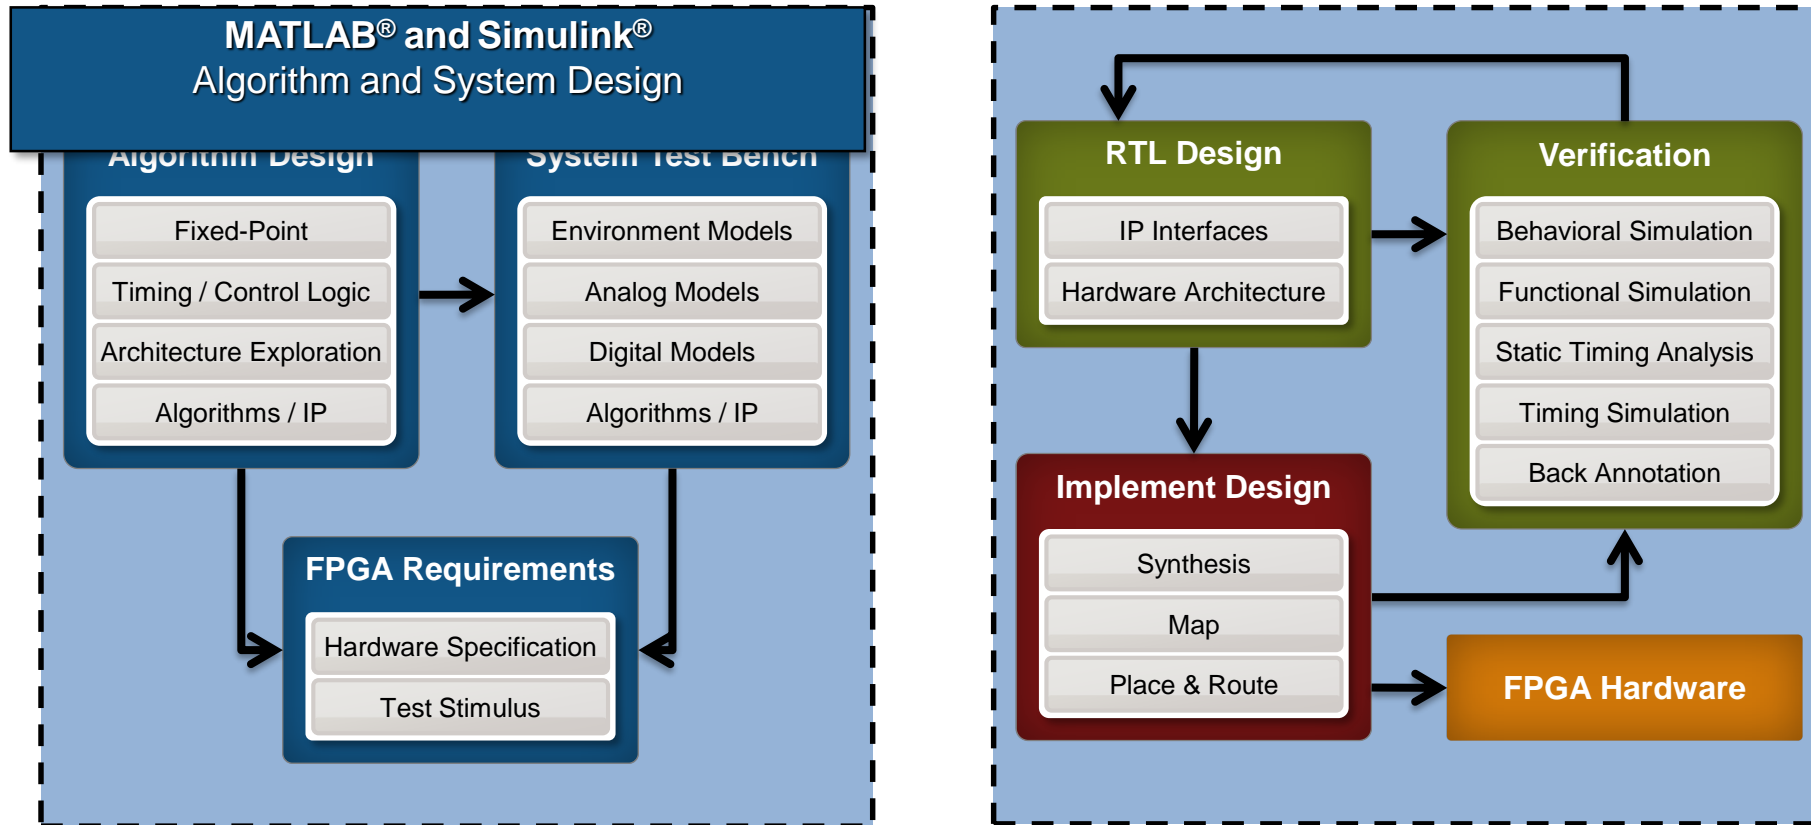 MATLAB® and Simulink®
Algorithm and System Design
Algorithm Design
Fixed-Point
Timing / Control Logic
Architecture Exploration
Algorithms / IP
System Test Bench
Environment Models
Analog Models
Digital Models
Algorithms / IP
FPGA Requirements
Hardware Specification
Test Stimulus
RTL Design
IP Interfaces
Hardware Architecture
Verification
Behavioral Simulation
Functional Simulation
Static Timing Analysis
Timing Simulation
Back Annotation
Implement Design
Synthesis
Map
Place & Route
FPGA Hardware